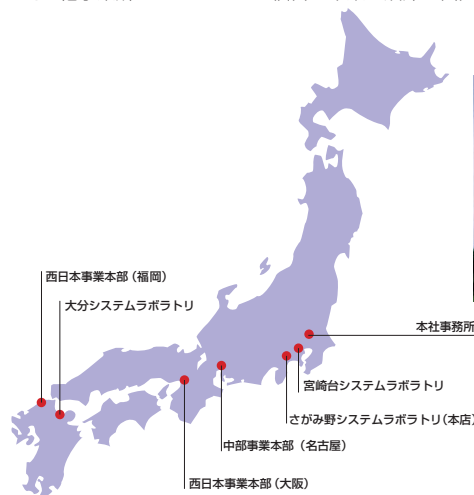 西日本事業本部（福岡）
大分システムラボラトリ
本社事務所
宮崎台システムラボラトリ
さがみ野システムラボラトリ（本店）
中部事業本部（名古屋）
西日本事業本部（大阪）